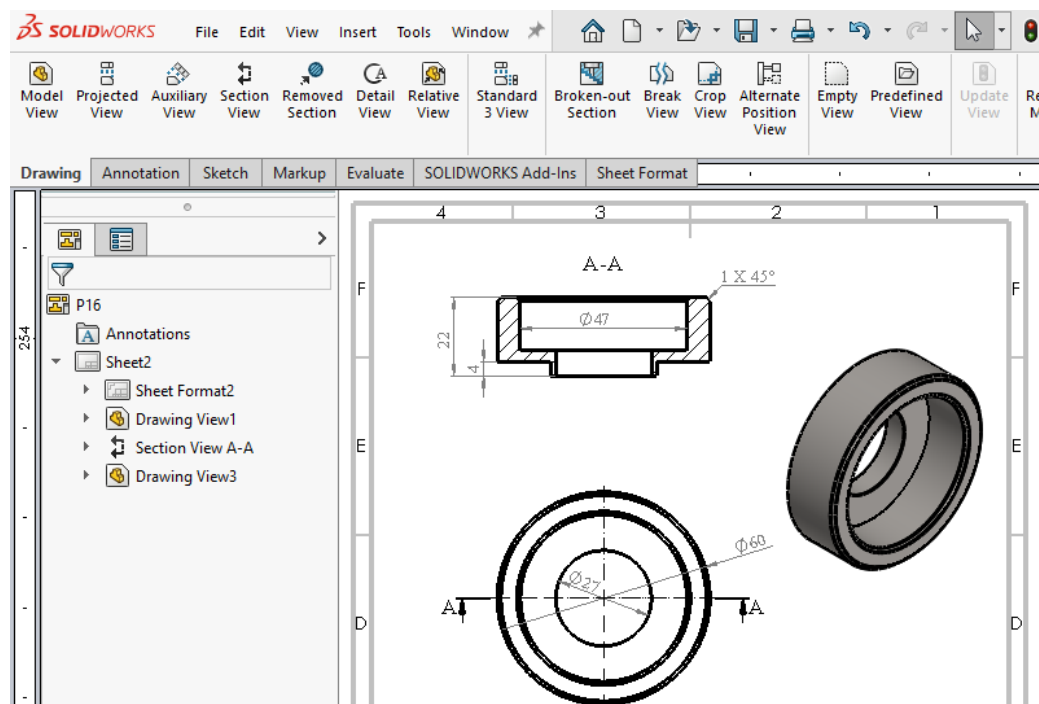 SOLIDWORKS File Edit View Insert Tools Window
Model View Projected View Auxiliary View Section View Removed Section Detail View Relative View Standard 3 View Broken-out Section Break View Crop View Alternate Position View Empty View Predefined View Update View
Drawing Annotation Sketch Markup Evaluate SOLIDWORKS Add-Ins Sheet Format
4 3 2 1
P16
Annotations
Sheet2
Sheet Format2
Drawing View1
Section View A-A
Drawing View3
254
A-A
1 X 45°
F F
Ø47
22
4
E E
Ø60
Ø27
A A
D D